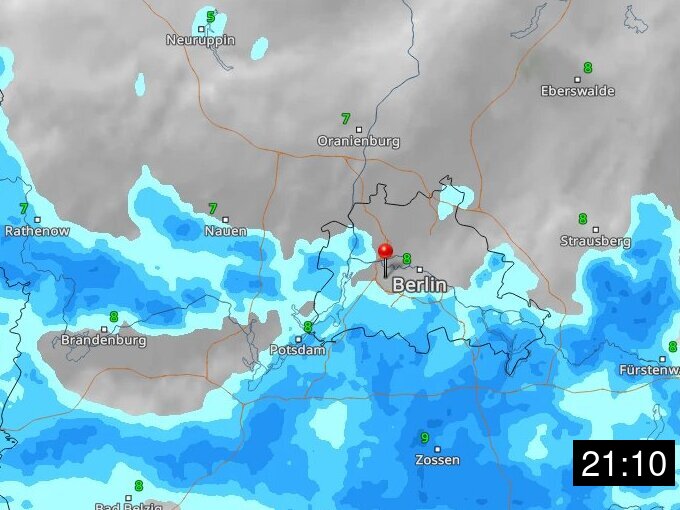 5
Neuruppin
8
Eberswalde
7
Oranienburg
7
Rathenow
7
Nauen
8
Strausberg
8
Berlin
8
Brandenburg
8
Potsdam
8
Fürstenwa
9
Zossen
8
Bad Belzig
21:10